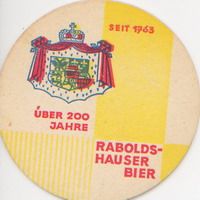 SEIT 1763
ÜBER 200
JAHRE
RABOLDS-
HAUSER
BIER